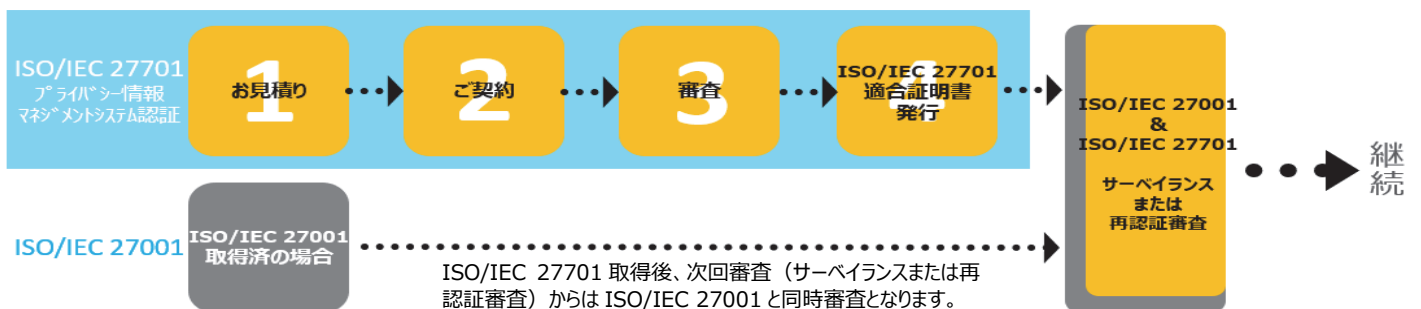 ISO/IEC 27701
プライバシー情報
マネジメントシステム認証
1
お見積り
2
ご契約
3
審査
4
ISO/IEC 27701
適合証明書
発行
ISO/IEC 27001
&
ISO/IEC 27701
サーベイランス
または
再認証審査
継続
ISO/IEC 27001
ISO/IEC 27001
取得済の場合
ISO/IEC 27701 取得後、次回審査（サーベイランスまたは再
認証審査）からは ISO/IEC 27001 と同時審査となります。